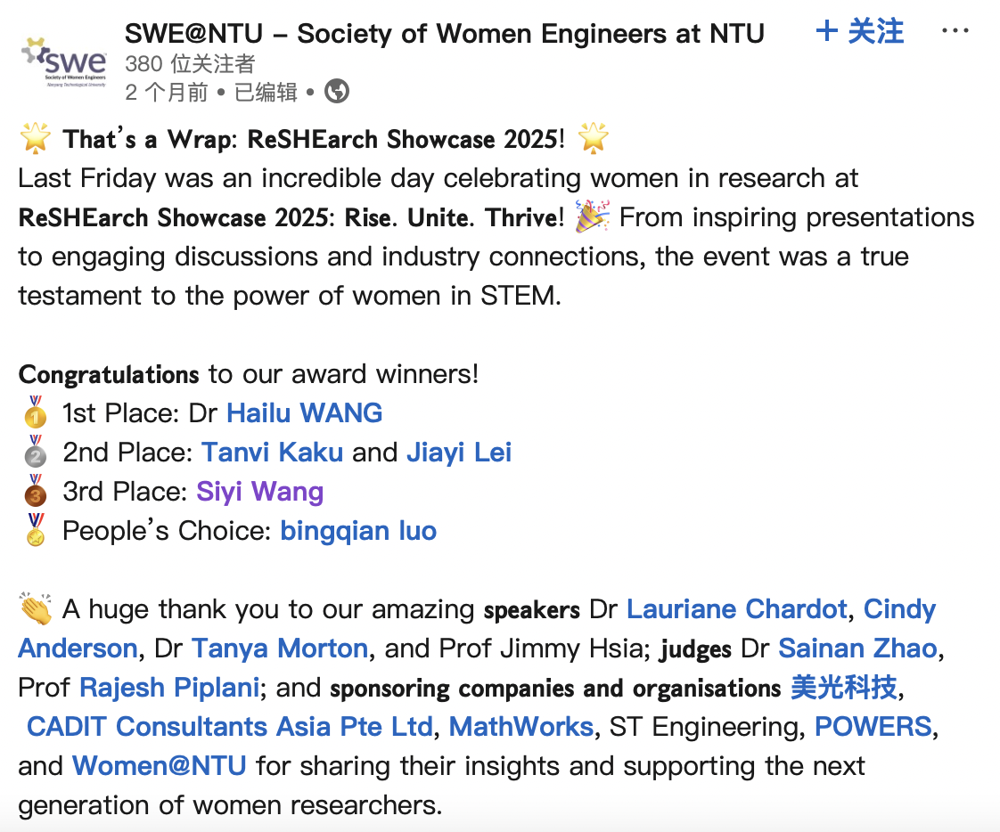 swe
Society of Women Engineers
Nanyang Technological University
SWE@NTU – Society of Women Engineers at NTU
+ 关注
380 位关注者
2 个月前 • 已编辑 •
🌟 That’s a Wrap: ReSHEarch Showcase 2025! 🌟
Last Friday was an incredible day celebrating women in research at
ReSHEarch Showcase 2025: Rise. Unite. Thrive! 🎉 From inspiring presentations
to engaging discussions and industry connections, the event was a true
testament to the power of women in STEM.
Congratulations to our award winners!
🥇 1st Place: Dr Hailu WANG
🥈 2nd Place: Tanvi Kaku and Jiayi Lei
🥉 3rd Place: Siyi Wang
🏅 People’s Choice: bingqian luo
👏 A huge thank you to our amazing speakers Dr Lauriane Chardot, Cindy
Anderson, Dr Tanya Morton, and Prof Jimmy Hsia; judges Dr Sainan Zhao,
Prof Rajesh Piplani; and sponsoring companies and organisations 美光科技,
CADIT Consultants Asia Pte Ltd, MathWorks, ST Engineering, POWERS,
and Women@NTU for sharing their insights and supporting the next
generation of women researchers.